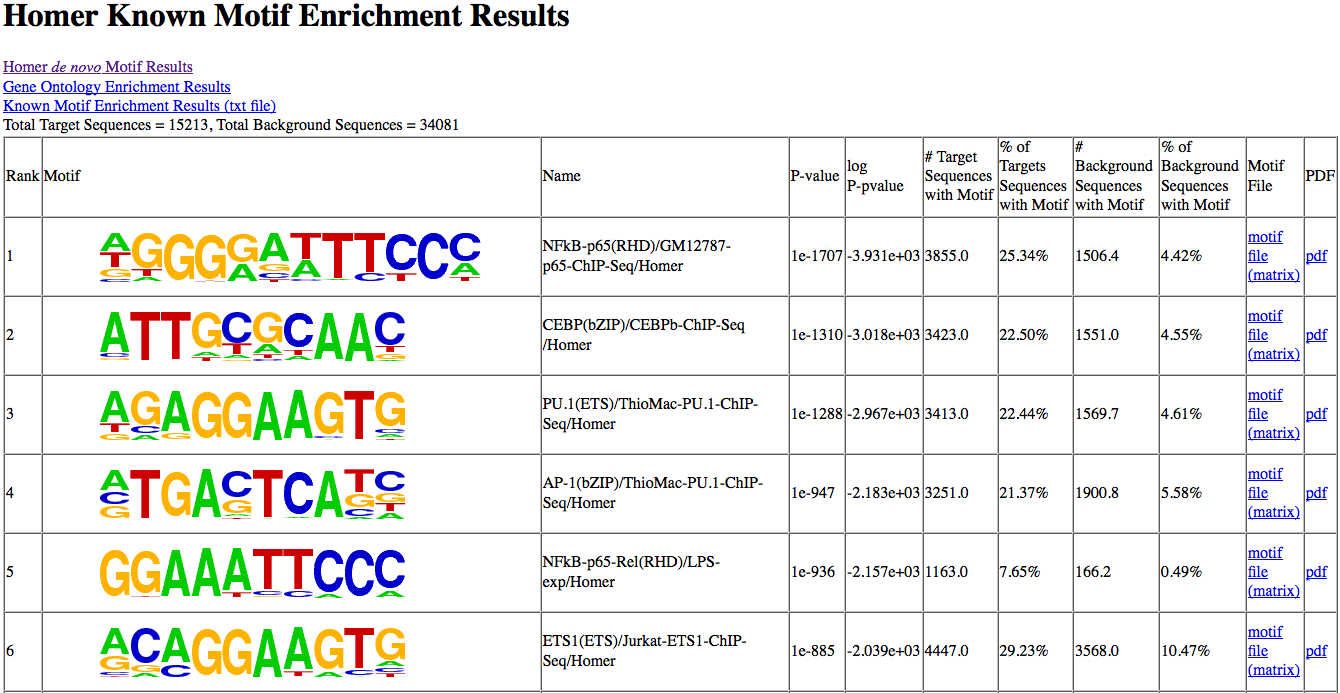 Homer Known Motif Enrichment Results
Homer de novo Motif Results
Gene Ontology Enrichment Results
Known Motif Enrichment Results (txt file)
Total Target Sequences = 15213, Total Background Sequences = 34081
Rank Motif Name P-value log P-pvalue # Target Sequences with Motif % of Targets Sequences with Motif # Background Sequences with Motif % of Background Sequences with Motif Motif File PDF
1 NFkB-p65(RHD)/GM12787-p65-ChIP-Seq/Homer 1e-1707 -3.931e+03 3855.0 25.34% 1506.4 4.42% motif file (matrix) pdf
2 ATTGCGCAAC CEBP(bZIP)/CEBPb-ChIP-Seq/Homer 1e-1310 -3.018e+03 3423.0 22.50% 1551.0 4.55% motif file (matrix) pdf
3 AGAGGAAGTG PU.1(ETS)/ThioMac-PU.1-ChIP-Seq/Homer 1e-1288 -2.967e+03 3413.0 22.44% 1569.7 4.61% motif file (matrix) pdf
4 ATGACTCATC AP-1(bZIP)/ThioMac-PU.1-ChIP-Seq/Homer 1e-947 -2.183e+03 3251.0 21.37% 1900.8 5.58% motif file (matrix) pdf
5 GGAAATTCCC NFkB-p65-Rel(RHD)/LPS-exp/Homer 1e-936 -2.157e+03 1163.0 7.65% 166.2 0.49% motif file (matrix) pdf
6 ACAGGAAGTG ETS1(ETS)/Jurkat-ETS1-ChIP-Seq/Homer 1e-885 -2.039e+03 4447.0 29.23% 3568.0 10.47% motif file (matrix) pdf